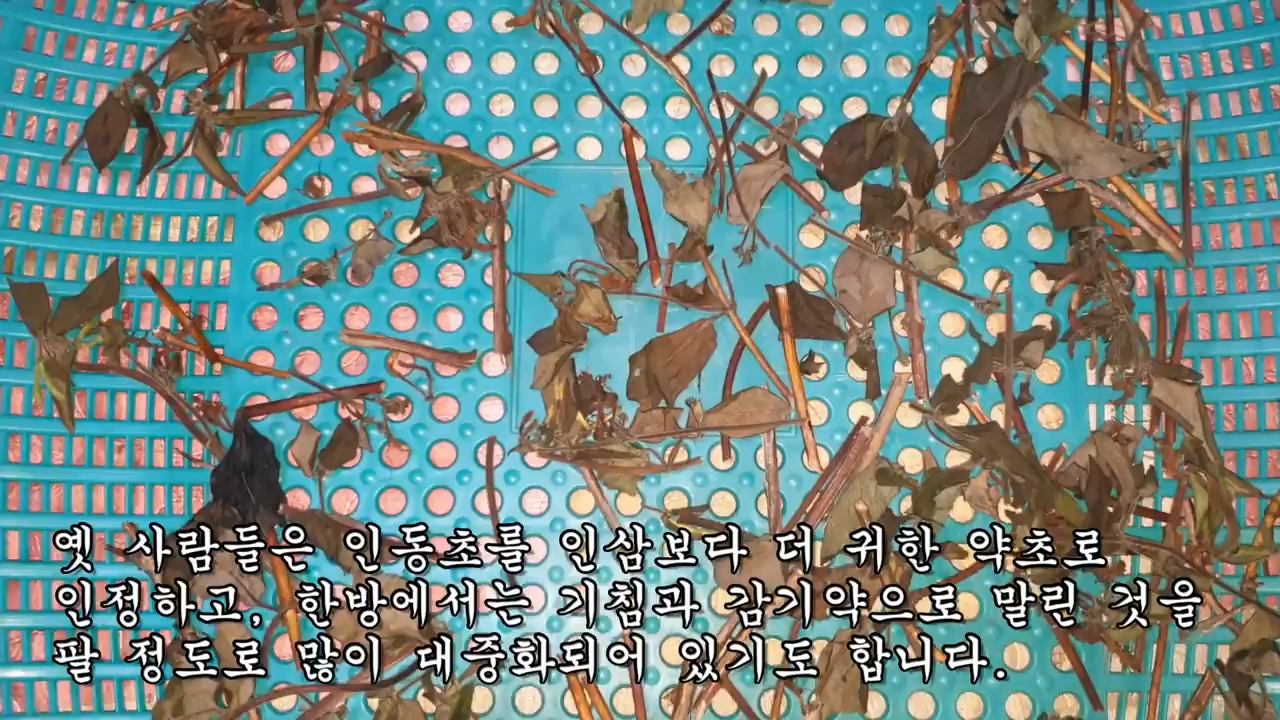 옛 사람들은 인동초를 인삼보다 더 귀한 약초로
인정하고, 한방에서는 기침과 감기약으로 말린 것을
팔 정도로 많이 대중화되어 있기도 합니다.